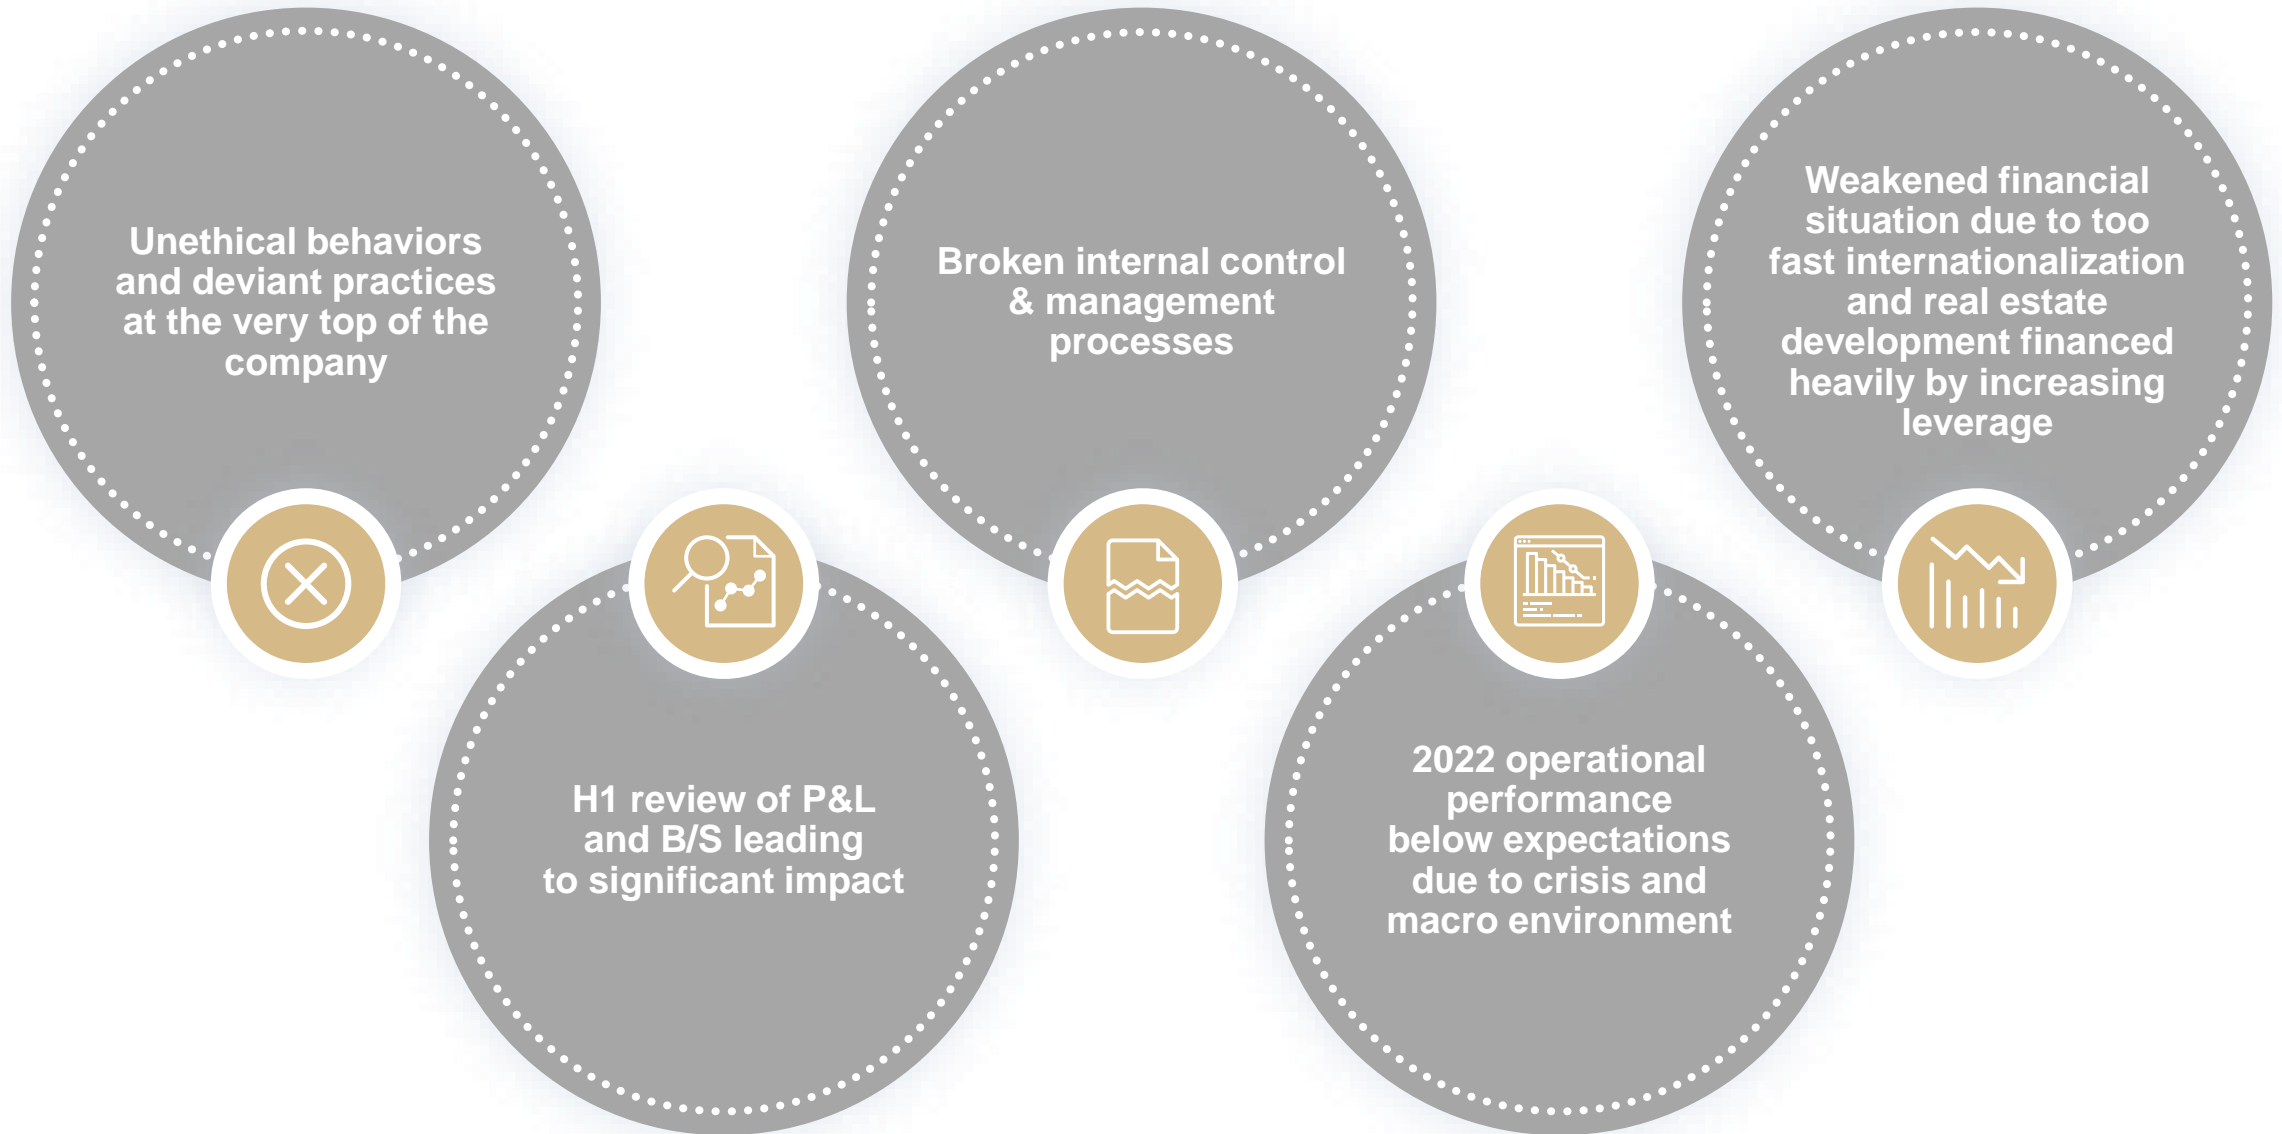 Unethical behaviors
and deviant practices
at the very top of the
company
H1 review of P&L
and B/S leading
to significant impact
Broken internal control
& management
processes
2022 operational
performance
below expectations
due to crisis and
macro environment
Weakened financial
situation due to too
fast internationalization
and real estate
development financed
heavily by increasing
leverage